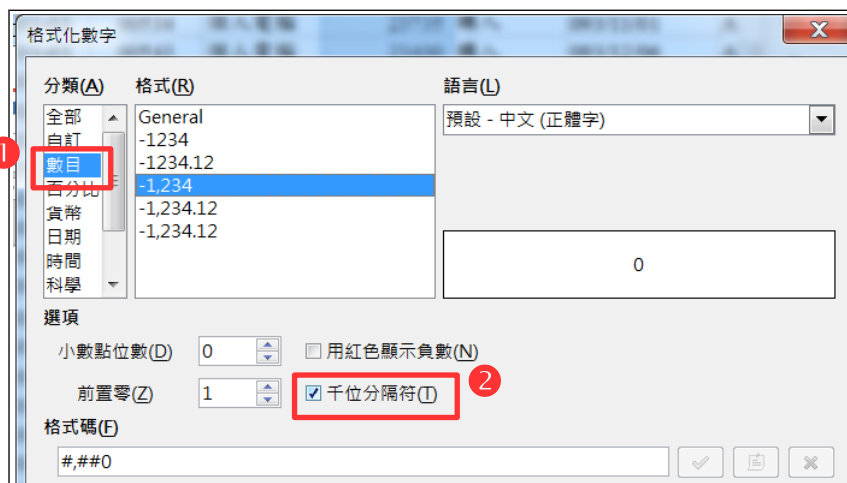 格式化數字
分類(A)
格式(R)
語言(L)
全部
自訂
數目
百分比
貨幣
日期
時間
科學
General
-1234
-1234.12
-1,234
-1,234.12
-1,234.12
預設 - 中文 (正體字)
0
1
選項
小數點位數(D)
0
用紅色顯示負數(N)
前置零(Z)
1
千位分隔符(T)
2
格式碼(F)
#,##0